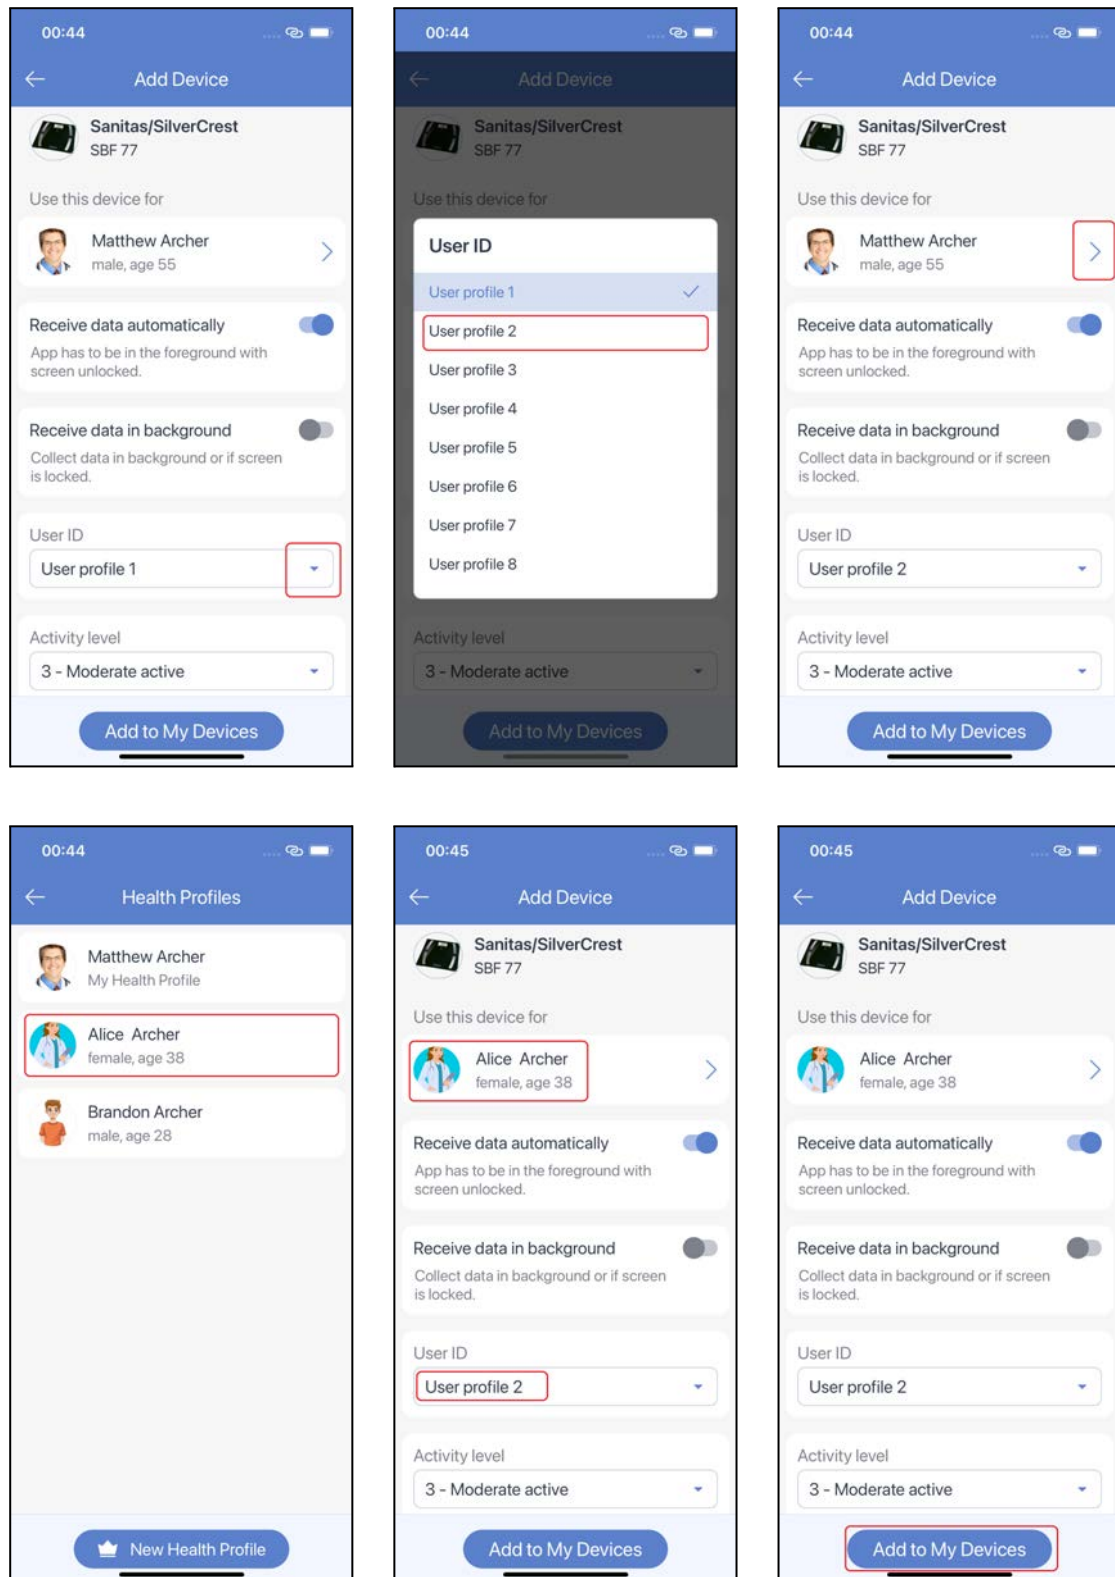 00:44
Add Device
Sanitas/SilverCrest
SBF 77
Use this device for
Matthew Archer
male, age 55
Receive data automatically
App has to be in the foreground with
screen unlocked.
Receive data in background
Collect data in background or if screen
is locked.
User ID
User profile 1
Activity level
3 - Moderate active
Add to My Devices
00:44
Add Device
Sanitas/SilverCrest
SBF 77
Use this device for
User ID
User profile 1
User profile 2
User profile 3
User profile 4
User profile 5
User profile 6
User profile 7
User profile 8
Activity level
3 - Moderate active
Add to My Devices
00:44
Add Device
Sanitas/SilverCrest
SBF 77
Use this device for
Matthew Archer
male, age 55
Receive data automatically
App has to be in the foreground with
screen unlocked.
Receive data in background
Collect data in background or if screen
is locked.
User ID
User profile 2
Activity level
3 - Moderate active
Add to My Devices
00:44
Health Profiles
Matthew Archer
My Health Profile
Alice Archer
female, age 38
Brandon Archer
male, age 28
New Health Profile
00:45
Add Device
Sanitas/SilverCrest
SBF 77
Use this device for
Alice Archer
female, age 38
Receive data automatically
App has to be in the foreground with
screen unlocked.
Receive data in background
Collect data in background or if screen
is locked.
User ID
User profile 2
Activity level
3 - Moderate active
Add to My Devices
00:45
Add Device
Sanitas/SilverCrest
SBF 77
Use this device for
Alice Archer
female, age 38
Receive data automatically
App has to be in the foreground with
screen unlocked.
Receive data in background
Collect data in background or if screen
is locked.
User ID
User profile 2
Activity level
3 - Moderate active
Add to My Devices